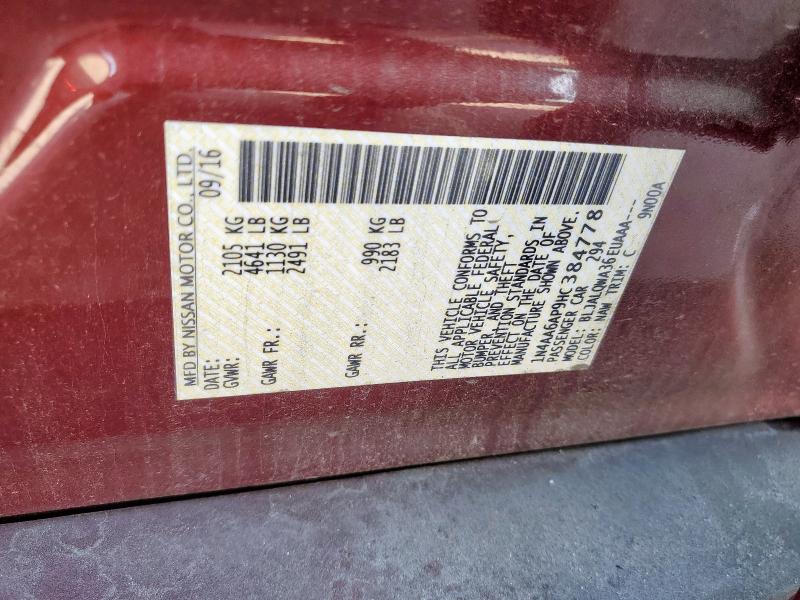 MFD BY NISSAN MOTOR CO., LTD.
DATE: 09/16
GVWR: 2105 KG
4641 LB
GAWR FR.: 1130 KG
2491 LB
GAWR RR.: 990 KG
2183 LB
THIS VEHICLE CONFORMS TO
ALL APPLICABLE FEDERAL
MOTOR VEHICLE SAFETY,
BUMPER, AND THEFT
PREVENTION STANDARDS IN
EFFECT ON THE DATE OF
MANUFACTURE SHOWN ABOVE.
1N4AA6AP9HC384778
PASSENGER CAR 294
MODEL: BLJALQWA36EUAAA----
COLOR: NAW TRIM: C 9N00A